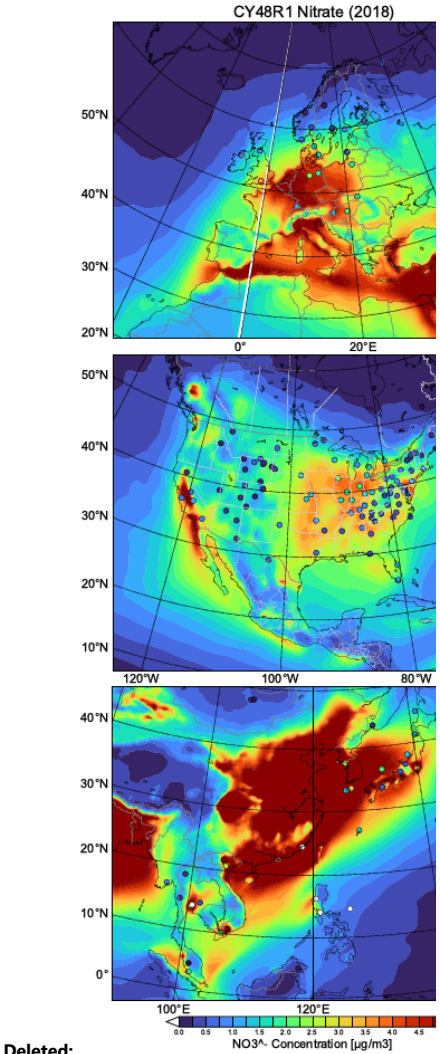 CY48R1 Nitrate (2018)
50°N
40°N
30°N
20°N
0°
20°E
50°N
40°N
30°N
20°N
10°N
120°W
100°W
80°W
40°N
30°N
20°N
10°N
0°
100°E
120°E
0.0 0.5 1.0 1.5 2.0 2.5 3.0 3.5 4.0 4.5
NO3^- Concentration [µg/m3]
Deleted: